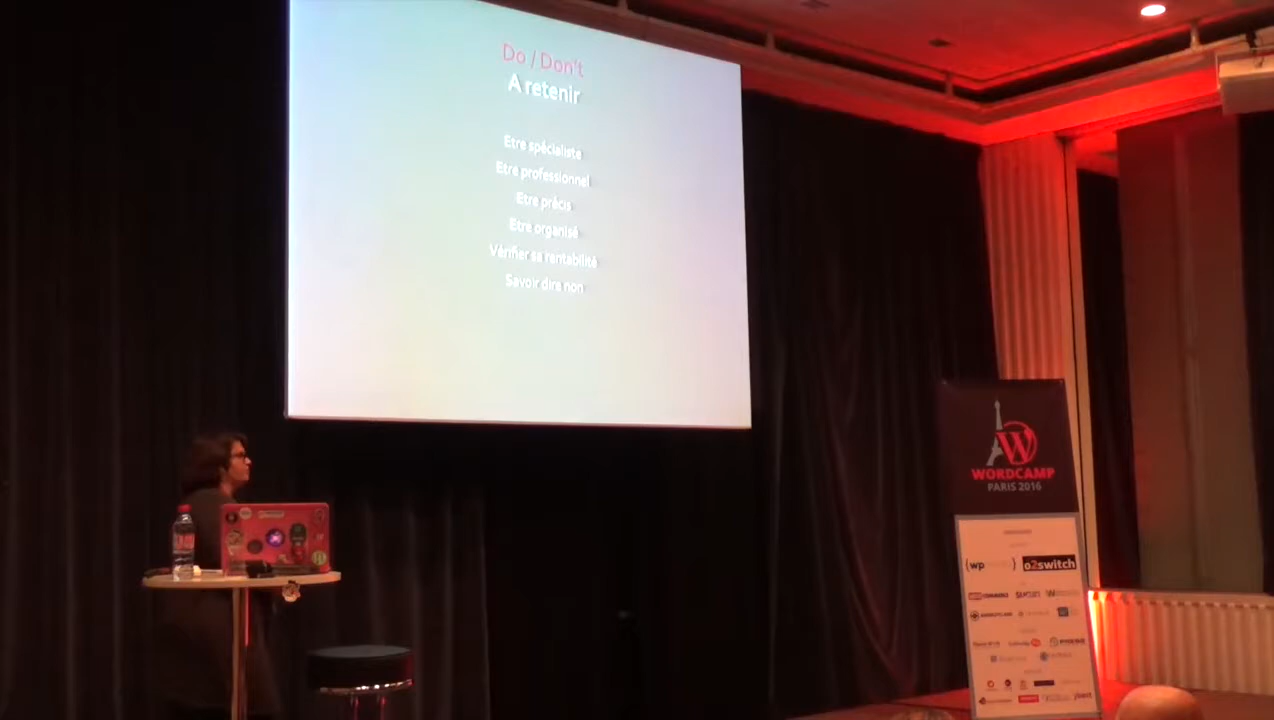 Do / Don't
A retenir
Etre spécialiste
Etre professionnel
Etre précis
Etre organisé
Vérifier sa rentabilité
Savoir dire non
W
WORDCAMP
PARIS 2016
{wp }
o2switch